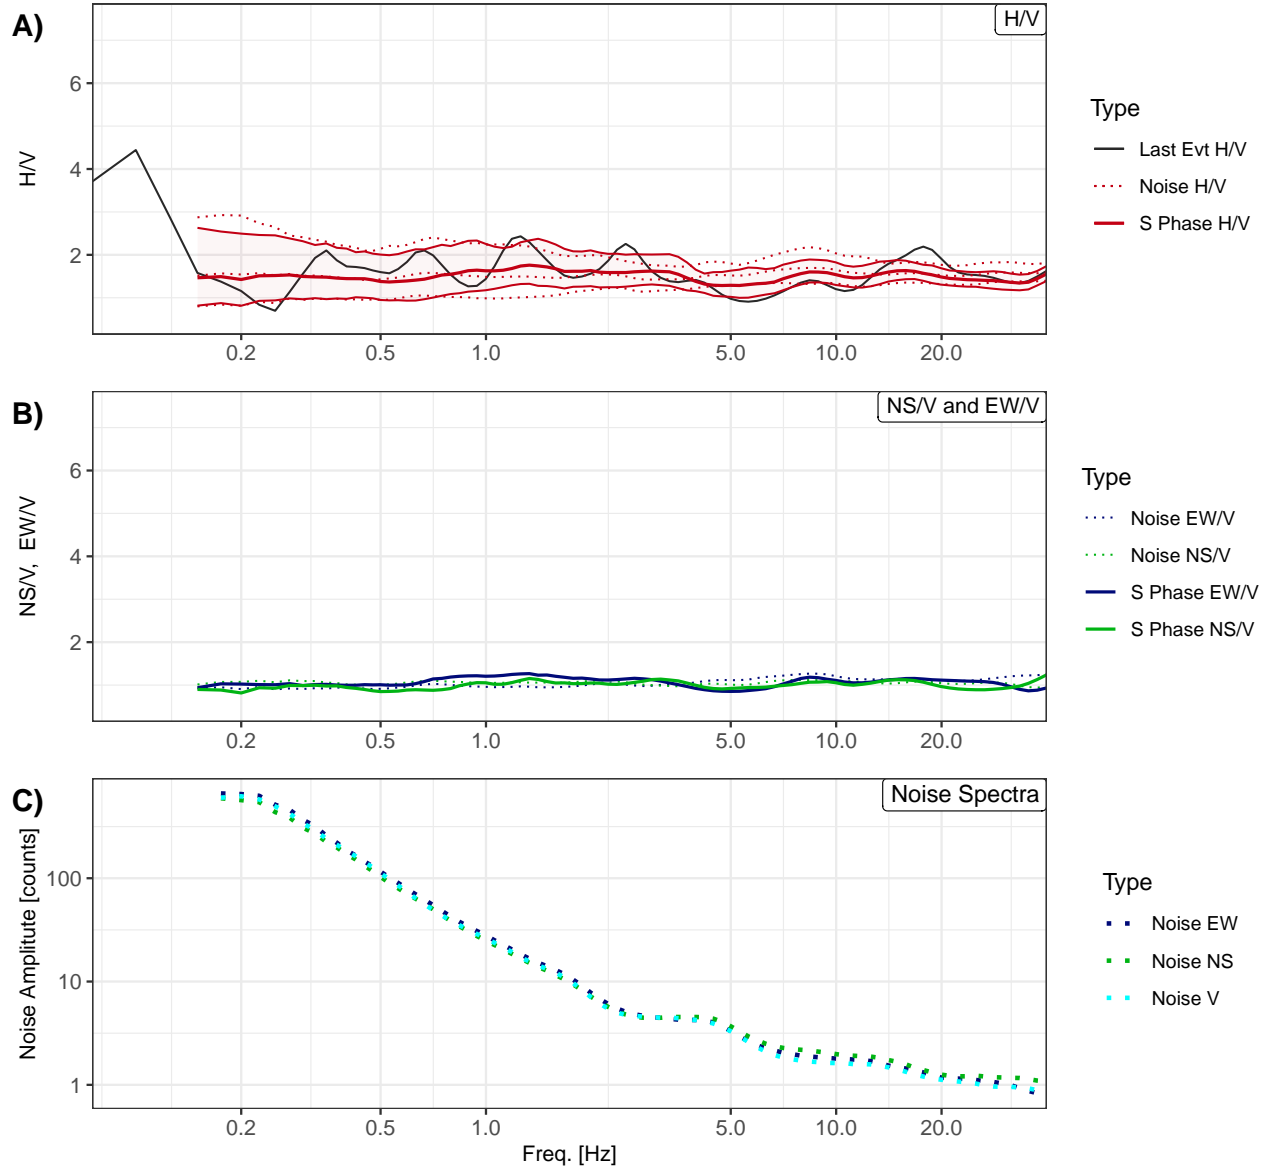 A)
H/V
6
4
2
H/V
0.2 0.5 1.0 5.0 10.0 20.0
Type
Last Evt H/V
Noise H/V
S Phase H/V
B)
NS/V and EW/V
6
4
2
NS/V, EW/V
0.2 0.5 1.0 5.0 10.0 20.0
Type
Noise EW/V
Noise NS/V
S Phase EW/V
S Phase NS/V
C)
Noise Spectra
100
10
1
Noise Amplitute [counts]
0.2 0.5 1.0 5.0 10.0 20.0
Freq. [Hz]
Type
Noise EW
Noise NS
Noise V